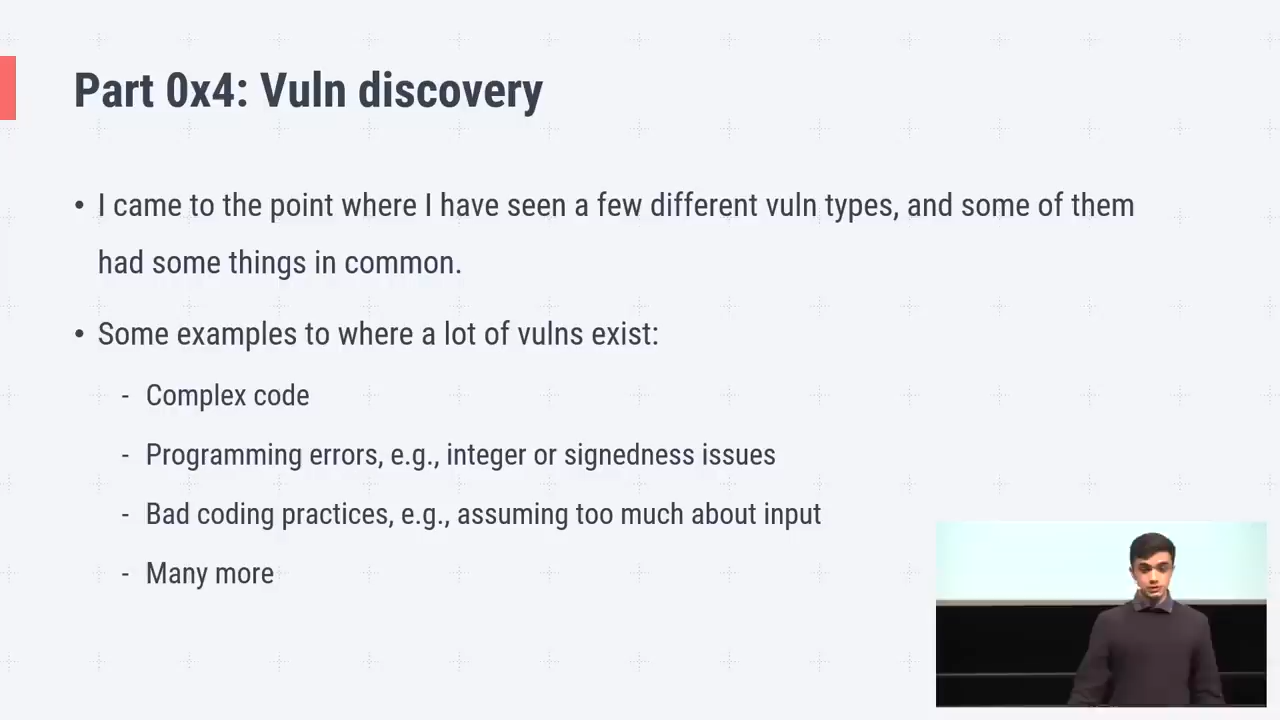 Part 0x4: Vuln discovery
• I came to the point where I have seen a few different vuln types, and some of them
had some things in common.
• Some examples to where a lot of vulns exist:
- Complex code
- Programming errors, e.g., integer or signedness issues
- Bad coding practices, e.g., assuming too much about input
- Many more